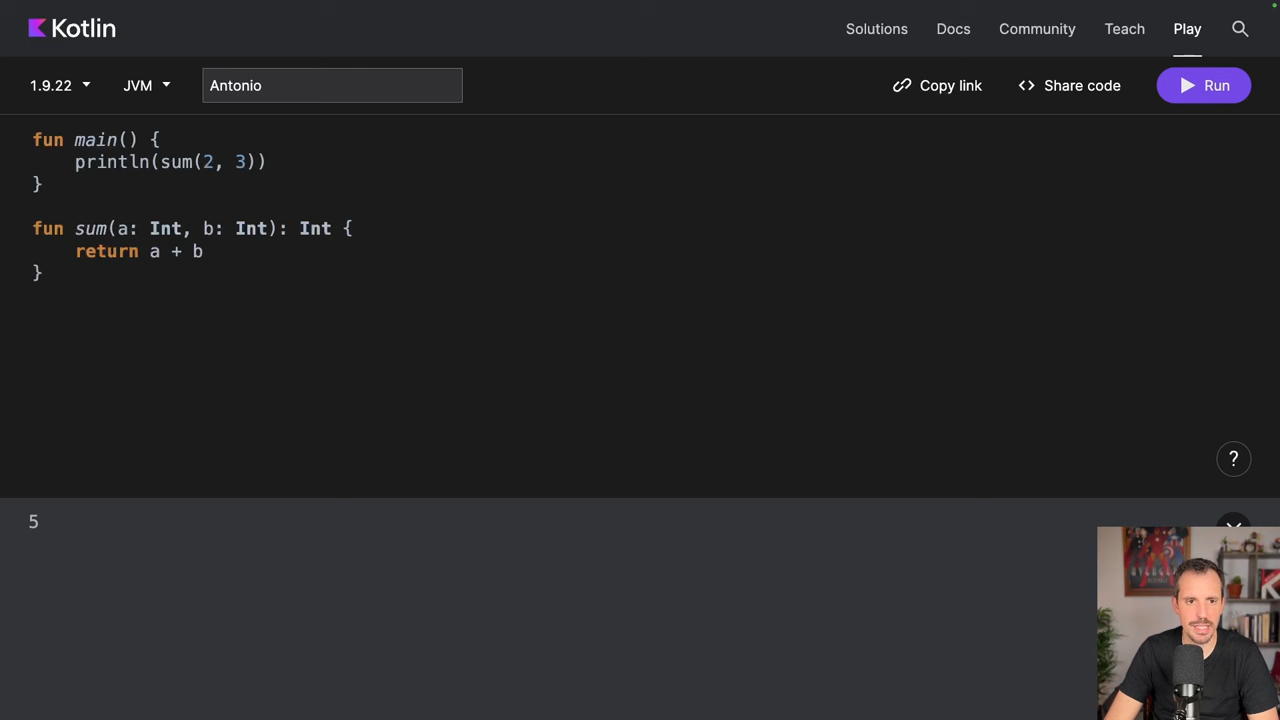 Kotlin
Solutions
Docs
Community
Teach
Play
1.9.22
JVM
Antonio
Copy link
Share code
Run
fun main() {
    println(sum(2, 3))
}
fun sum(a: Int, b: Int): Int {
    return a + b
}
?
5